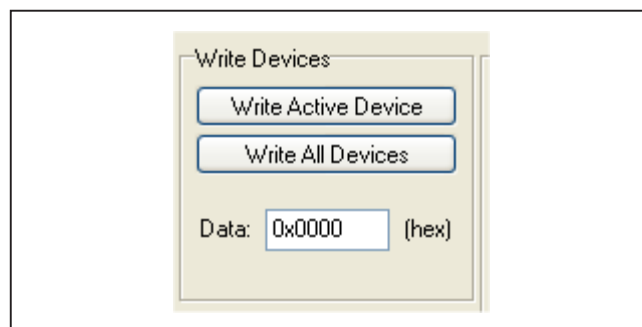 Write Devices
Write Active Device
Write All Devices
Data: 0x0000 (hex)